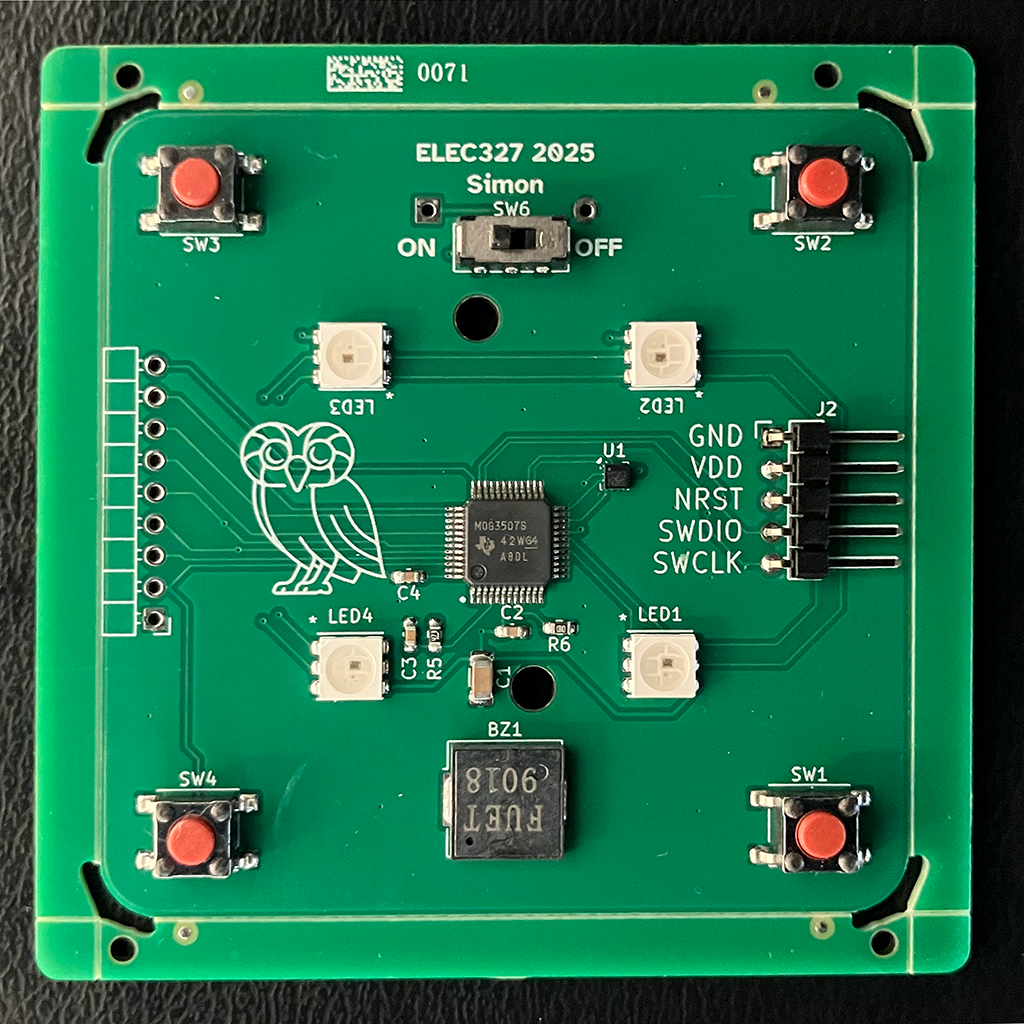 0071
ELEC327 2025
Simon
SW6
ON OFF
SW3
SW2
LED3
LED2
J2
GND
VDD
NRST
SWDIO
SWCLK
U1
M0G3507S
42WG4
A0DL
C4
C2
* LED4
* LED1
R6
C3
R5
C1
BZ1
SW4
SW1
FUET
9018